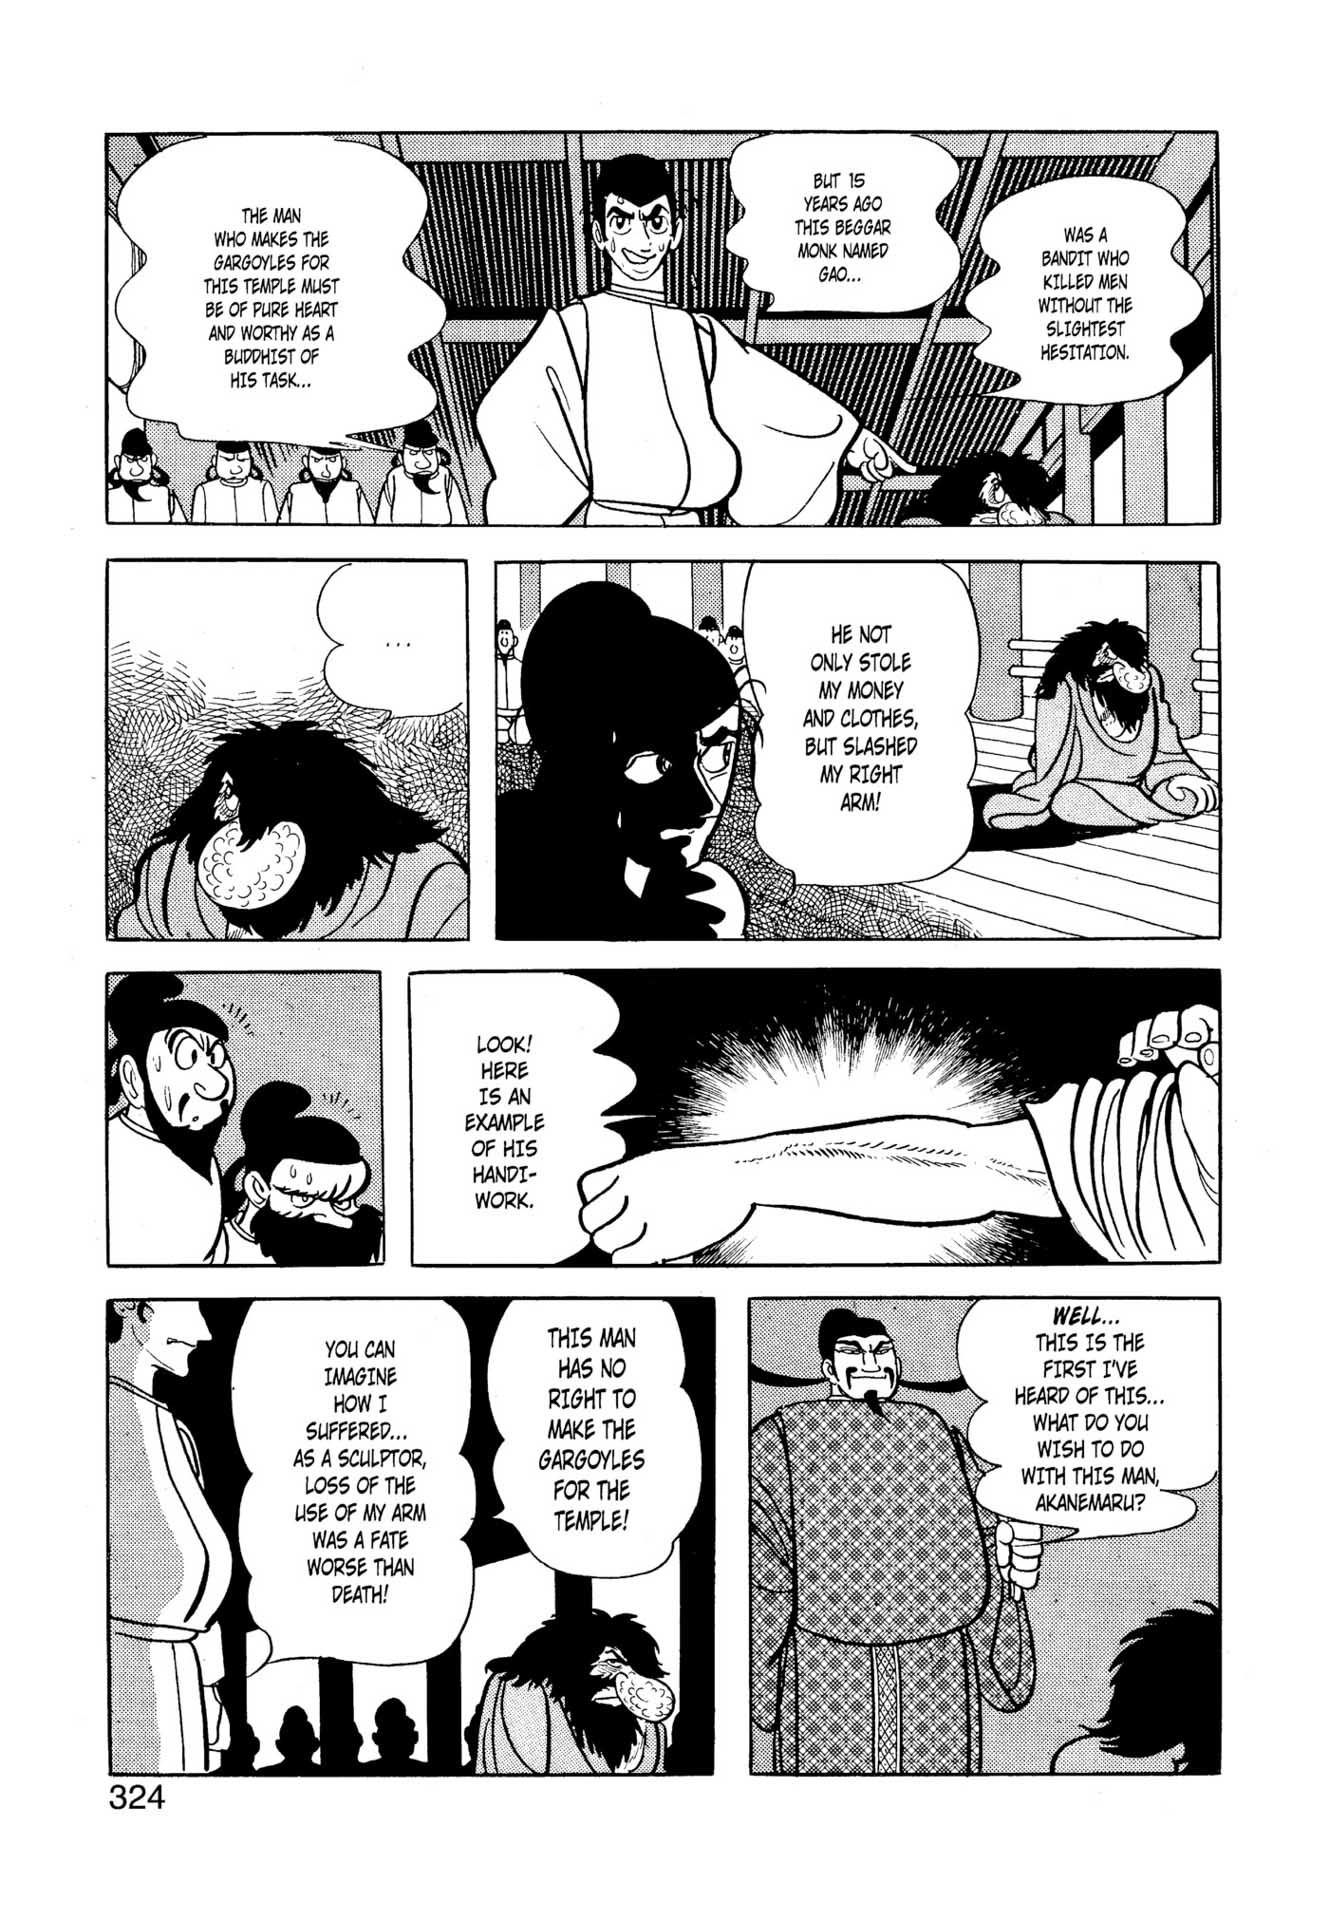 THE MAN
WHO MAKES THE
GARGOYLES FOR
THIS TEMPLE MUST
BE OF PURE HEART
AND WORTHY AS A
BUDDHIST OF
HIS TASK...
BUT 15
YEARS AGO
THIS BEGGAR
MONK NAMED
GAO...
WAS A
BANDIT WHO
KILLED MEN
WITHOUT THE
SLIGHTEST
HESITATION.
...
HE NOT
ONLY STOLE
MY MONEY
AND CLOTHES,
BUT SLASHED
MY RIGHT
ARM!
LOOK!
HERE
IS AN
EXAMPLE
OF HIS
HANDI-
WORK.
YOU CAN
IMAGINE
HOW I
SUFFERED...
AS A SCULPTOR,
LOSS OF THE
USE OF MY ARM
WAS A FATE
WORSE THAN
DEATH!
THIS MAN
HAS NO
RIGHT TO
MAKE THE
GARGOYLES
FOR THE
TEMPLE!
WELL...
THIS IS THE
FIRST I'VE
HEARD OF THIS...
WHAT DO YOU
WISH TO DO
WITH THIS MAN,
AKANEMARU?
324